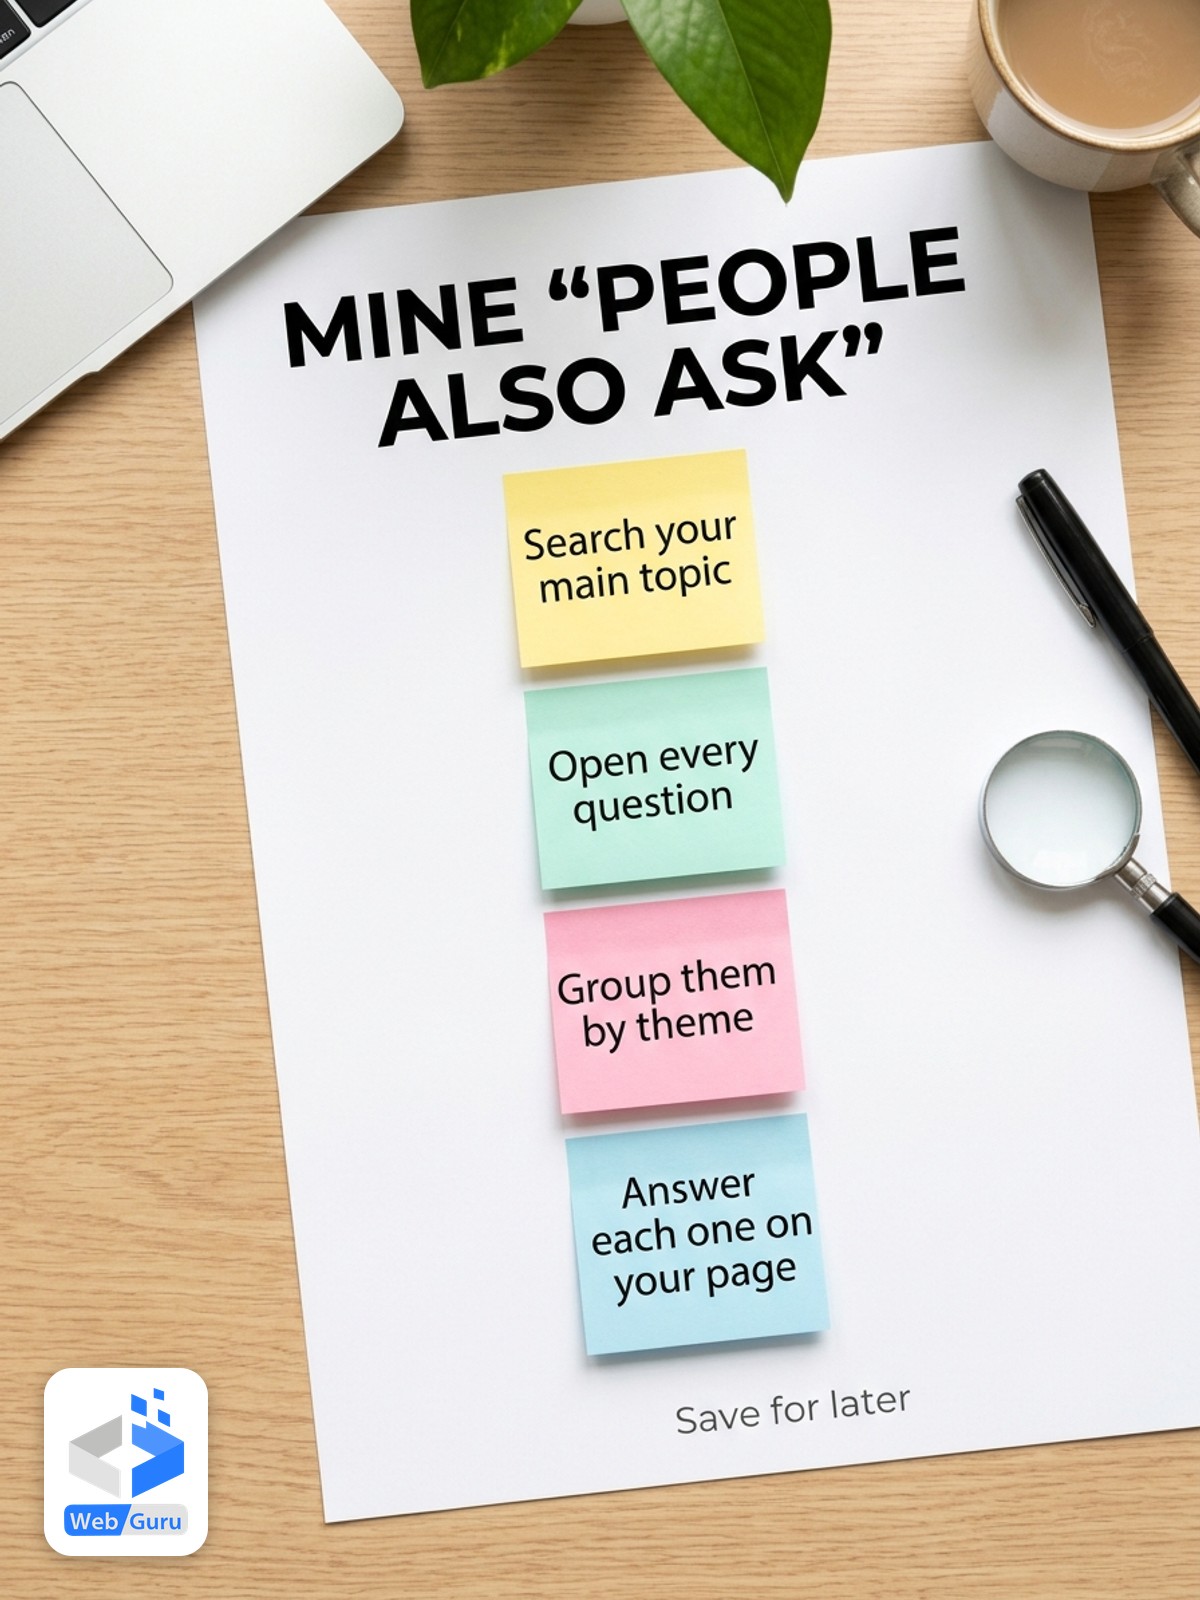 MINE “PEOPLE
ALSO ASK”
Search your
main topic
Open every
question
Group them
by theme
Answer
each one on
your page
Save for later
Web Guru